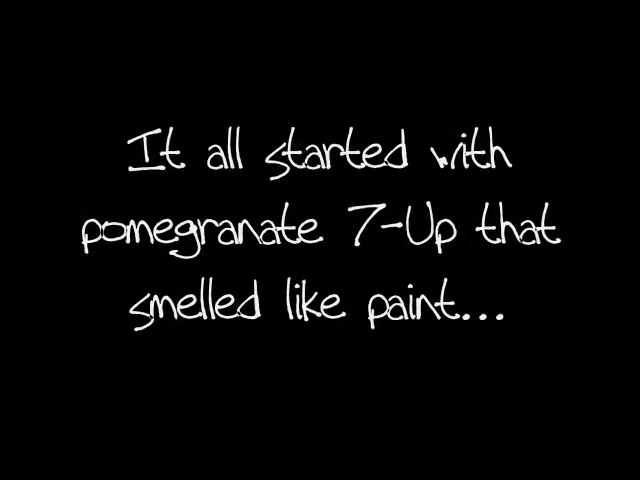 It all started with
pomegranate 7-Up that
smelled like paint...